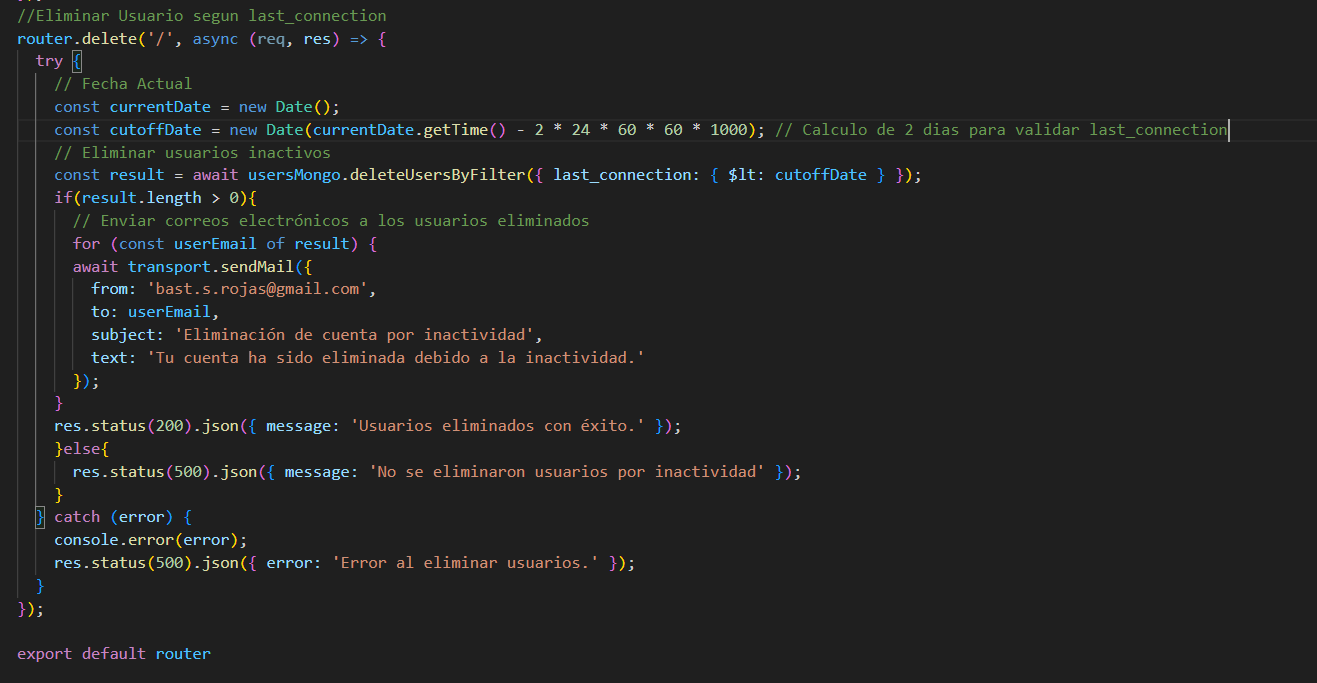 //Eliminar Usuario segun last_connection
router.delete('/', async (req, res) => {
try {
// Fecha Actual
const currentDate = new Date();
const cutoffDate = new Date(currentDate.getTime() - 2 * 24 * 60 * 60 * 1000); // Calculo de 2 dias para validar last_connection
// Eliminar usuarios inactivos
const result = await usersMongo.deleteUsersByFilter({ last_connection: { $lt: cutoffDate } });
if(result.length > 0){
// Enviar correos electrónicos a los usuarios eliminados
for (const userEmail of result) {
await transport.sendMail({
from: 'bast.s.rojas@gmail.com',
to: userEmail,
subject: 'Eliminación de cuenta por inactividad',
text: 'Tu cuenta ha sido eliminada debido a la inactividad.'
});
}
res.status(200).json({ message: 'Usuarios eliminados con éxito.' });
}else{
res.status(500).json({ message: 'No se eliminaron usuarios por inactividad' });
}
} catch (error) {
console.error(error);
res.status(500).json({ error: 'Error al eliminar usuarios.' });
}
});
export default router